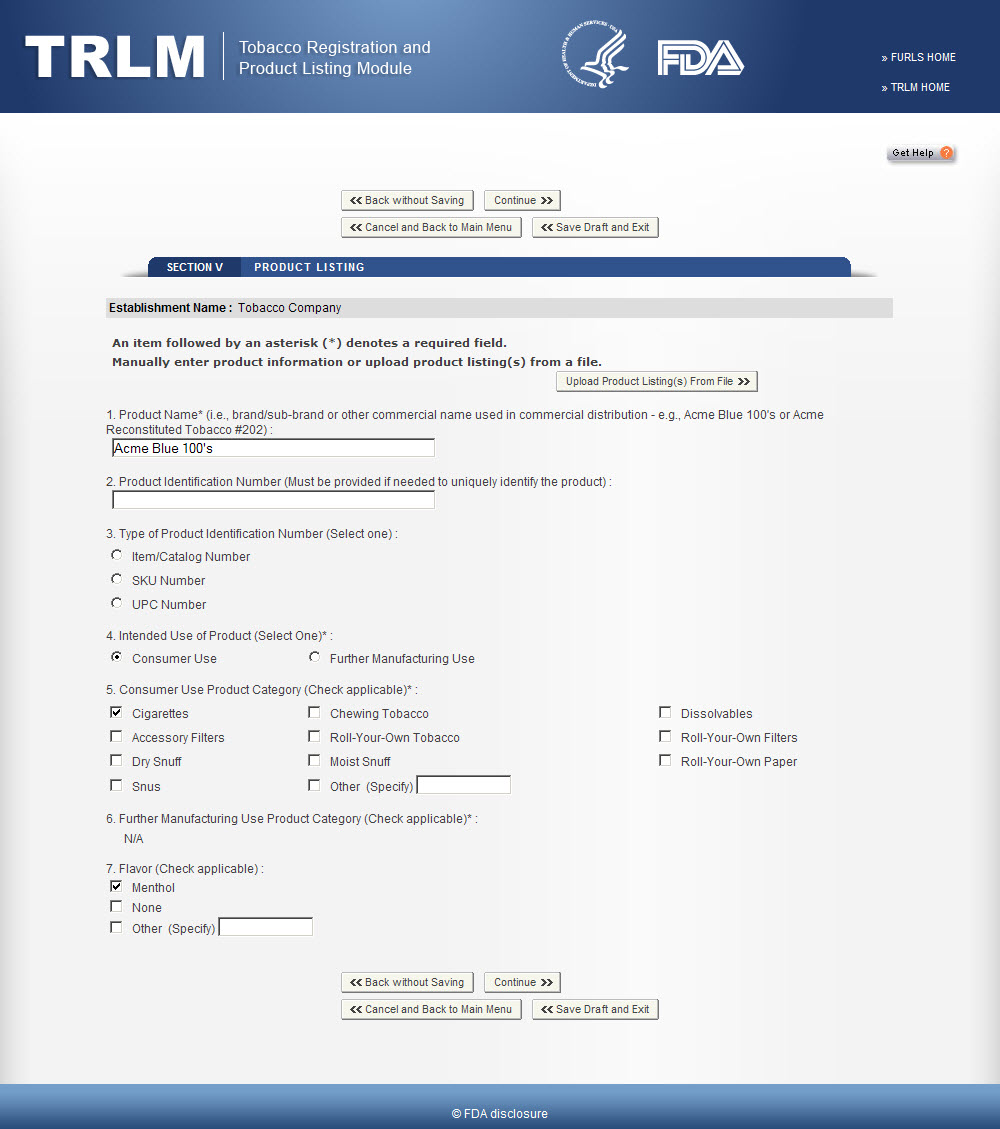 TRLM
Tobacco Registration and
Product Listing Module
DEPARTMENT OF HEALTH & HUMAN SERVICES · USA
FDA
» FURLS HOME
» TRLM HOME
Get Help ?
Back without Saving Continue
Cancel and Back to Main Menu Save Draft and Exit
SECTION V PRODUCT LISTING
Establishment Name : Tobacco Company
An item followed by an asterisk (*) denotes a required field.
Manually enter product information or upload product listing(s) from a file.
Upload Product Listing(s) From File
1. Product Name* (i.e., brand/sub-brand or other commercial name used in commercial distribution - e.g., Acme Blue 100's or Acme
Reconstituted Tobacco #202) :
Acme Blue 100's
2. Product Identification Number (Must be provided if needed to uniquely identify the product) :
3. Type of Product Identification Number (Select one) :
Item/Catalog Number
SKU Number
UPC Number
4. Intended Use of Product (Select One)* :
Consumer Use Further Manufacturing Use
5. Consumer Use Product Category (Check applicable)* :
Cigarettes Chewing Tobacco Dissolvables
Accessory Filters Roll-Your-Own Tobacco Roll-Your-Own Filters
Dry Snuff Moist Snuff Roll-Your-Own Paper
Snus Other (Specify)
6. Further Manufacturing Use Product Category (Check applicable)* :
N/A
7. Flavor (Check applicable) :
Menthol
None
Other (Specify)
Back without Saving Continue
Cancel and Back to Main Menu Save Draft and Exit
© FDA disclosure